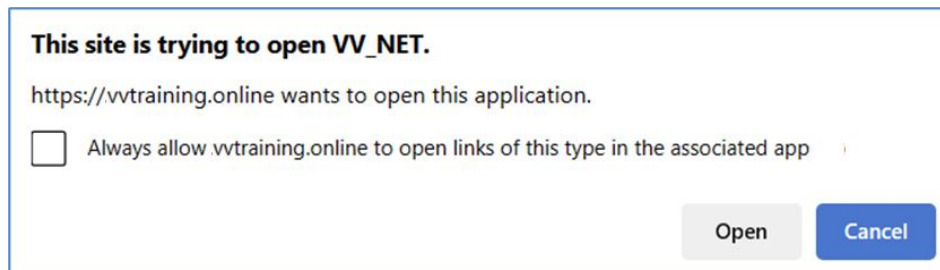 This site is trying to open VV_NET.
https://vvtraining.online wants to open this application.
Always allow vvtraining.online to open links of this type in the associated app
Open Cancel